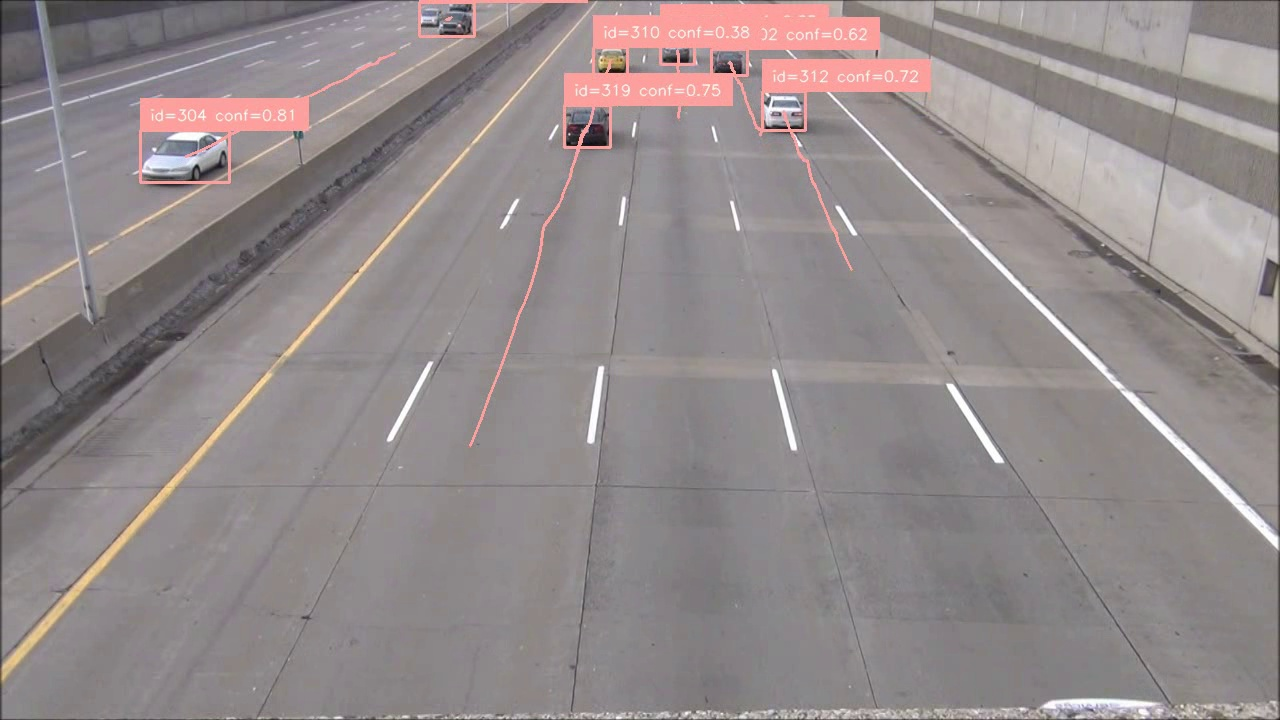 id=310 conf=0.38
02 conf=0.62
id=319 conf=0.75
id=312 conf=0.72
id=304 conf=0.81